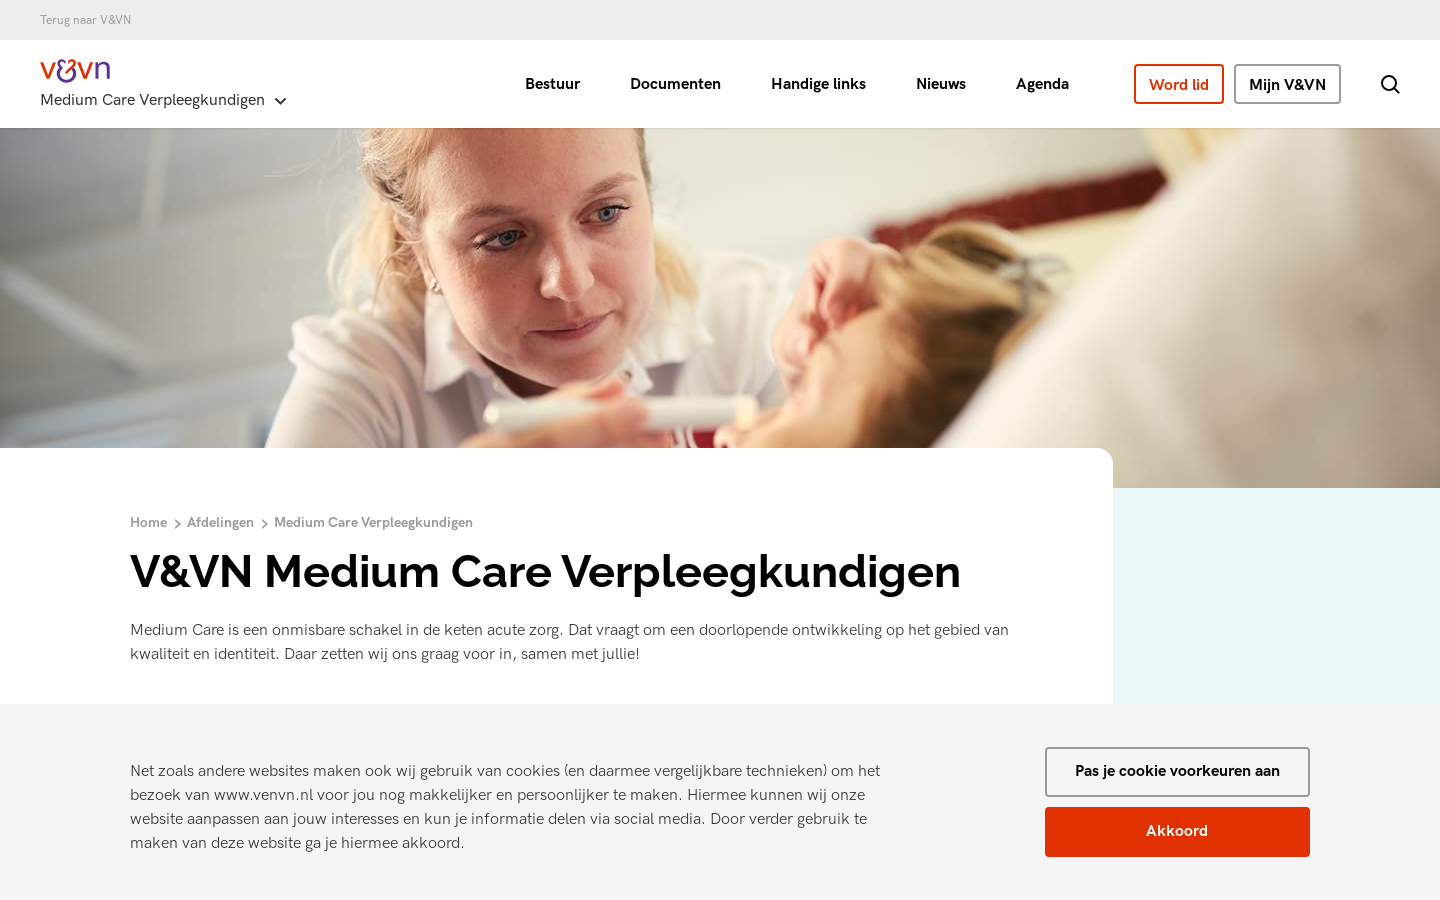 Terug naar V&VN
v&vn
Medium Care Verpleegkundigen
Bestuur
Documenten
Handige links
Nieuws
Agenda
Word lid
Mijn V&VN
Home
Afdelingen
Medium Care Verpleegkundigen
V&VN Medium Care Verpleegkundigen
Medium Care is een onmisbare schakel in de keten acute zorg. Dat vraagt om een doorlopende ontwikkeling op het gebied van
kwaliteit en identiteit. Daar zetten wij ons graag voor in, samen met jullie!
Net zoals andere websites maken ook wij gebruik van cookies (en daarmee vergelijkbare technieken) om het
bezoek van www.venvn.nl voor jou nog makkelijker en persoonlijker te maken. Hiermee kunnen wij onze
website aanpassen aan jouw interesses en kun je informatie delen via social media. Door verder gebruik te
maken van deze website ga je hiermee akkoord.
Pas je cookie voorkeuren aan
Akkoord